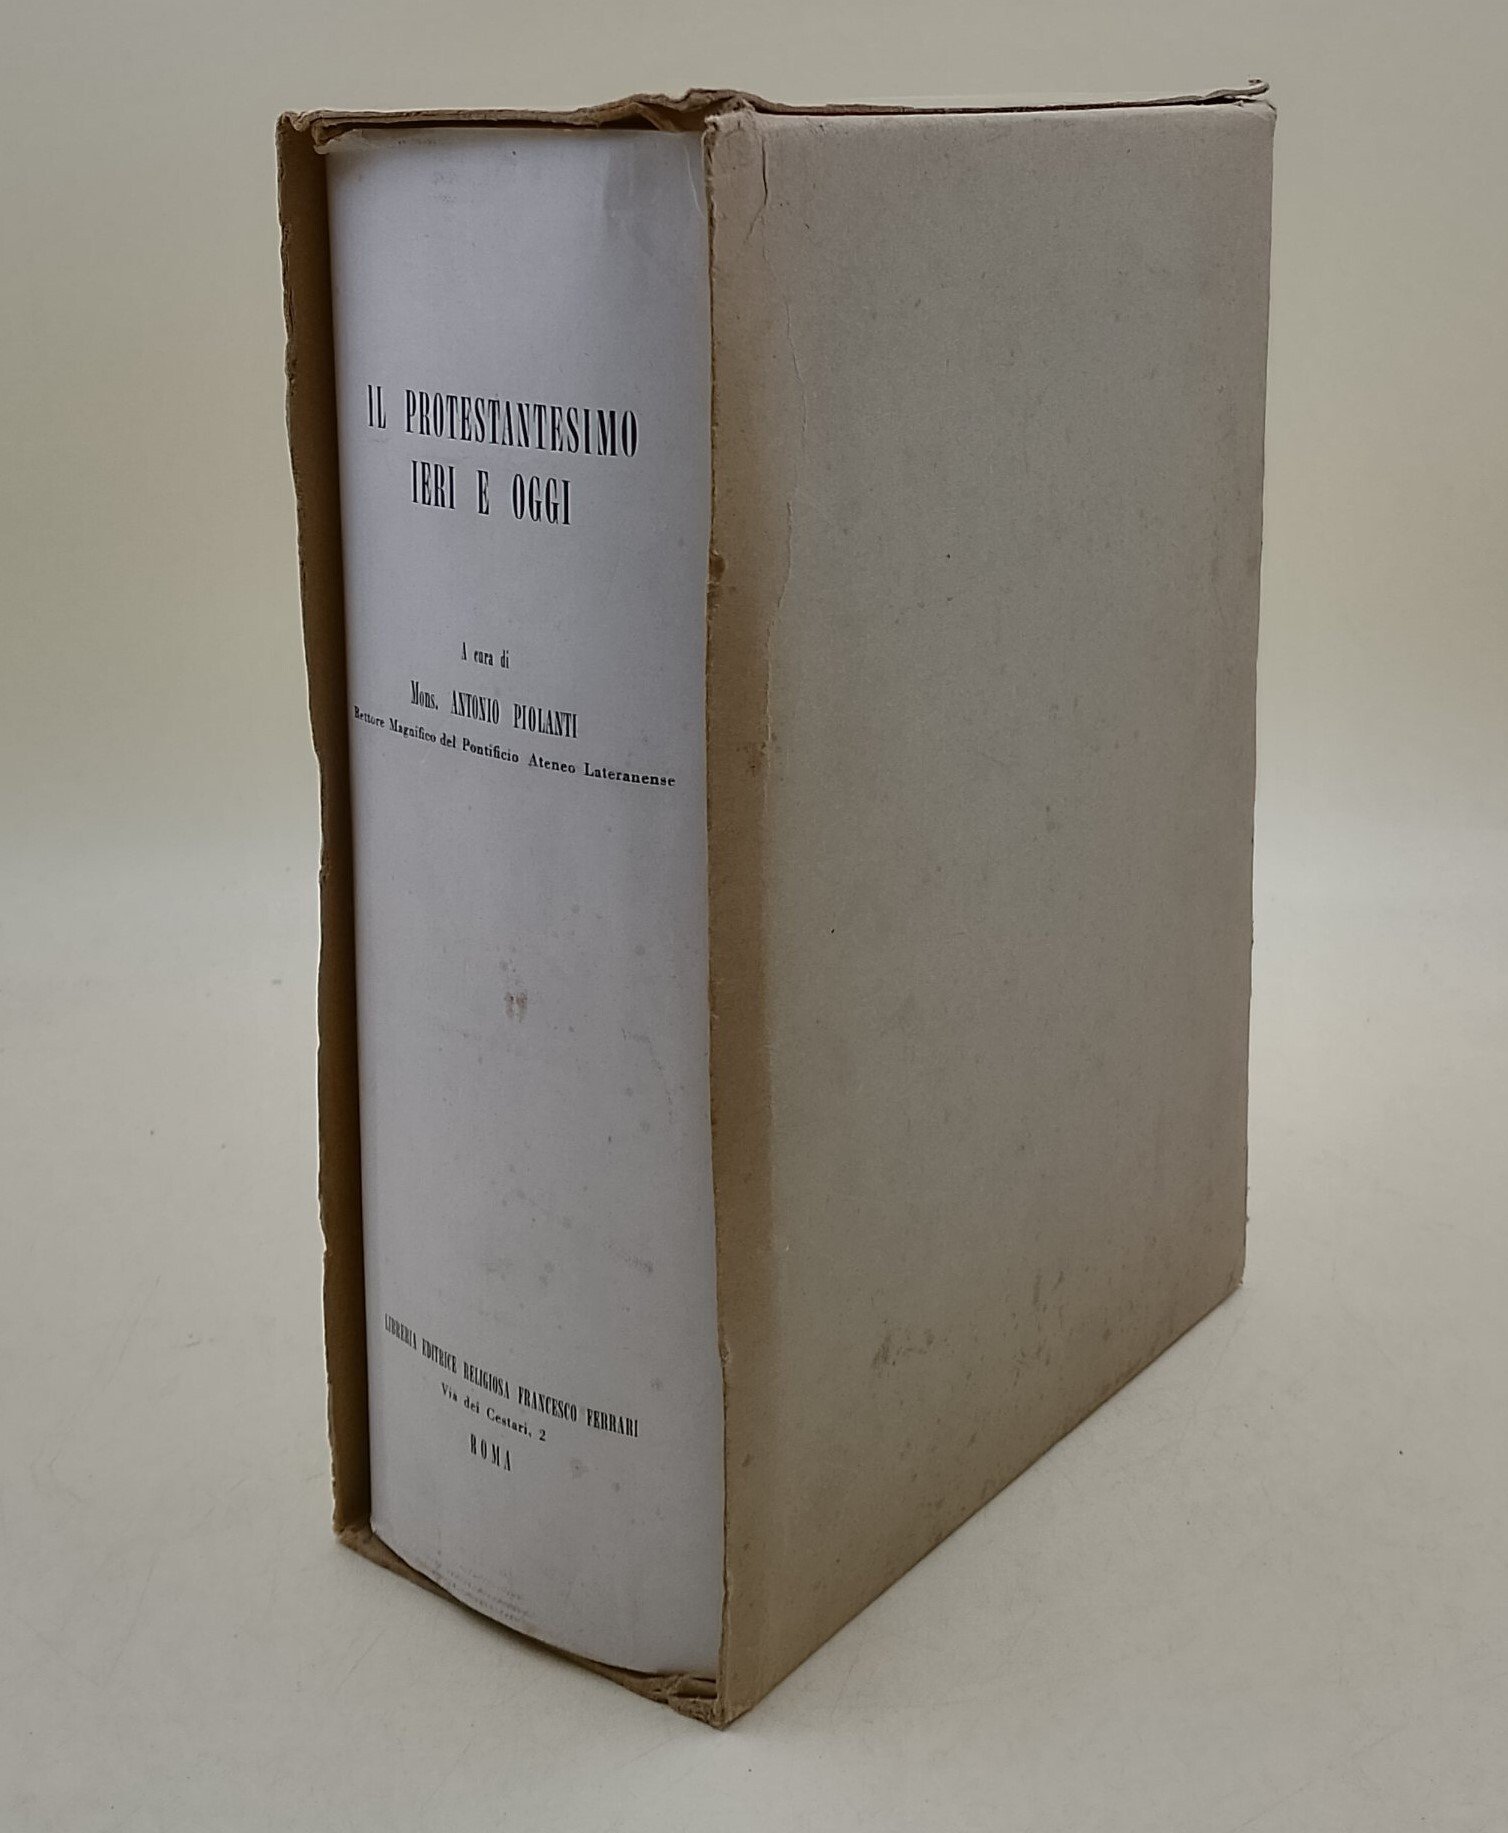 IL PROTESTANTESIMO
IERI E OGGI
A cura di
Mons. ANTONIO PIOLANTI
Rettore Magnifico del Pontificio Ateneo Lateranense
LIBRERIA EDITRICE RELIGIOSA FRANCESCO FERRARI
Via dei Cestari, 2
ROMA